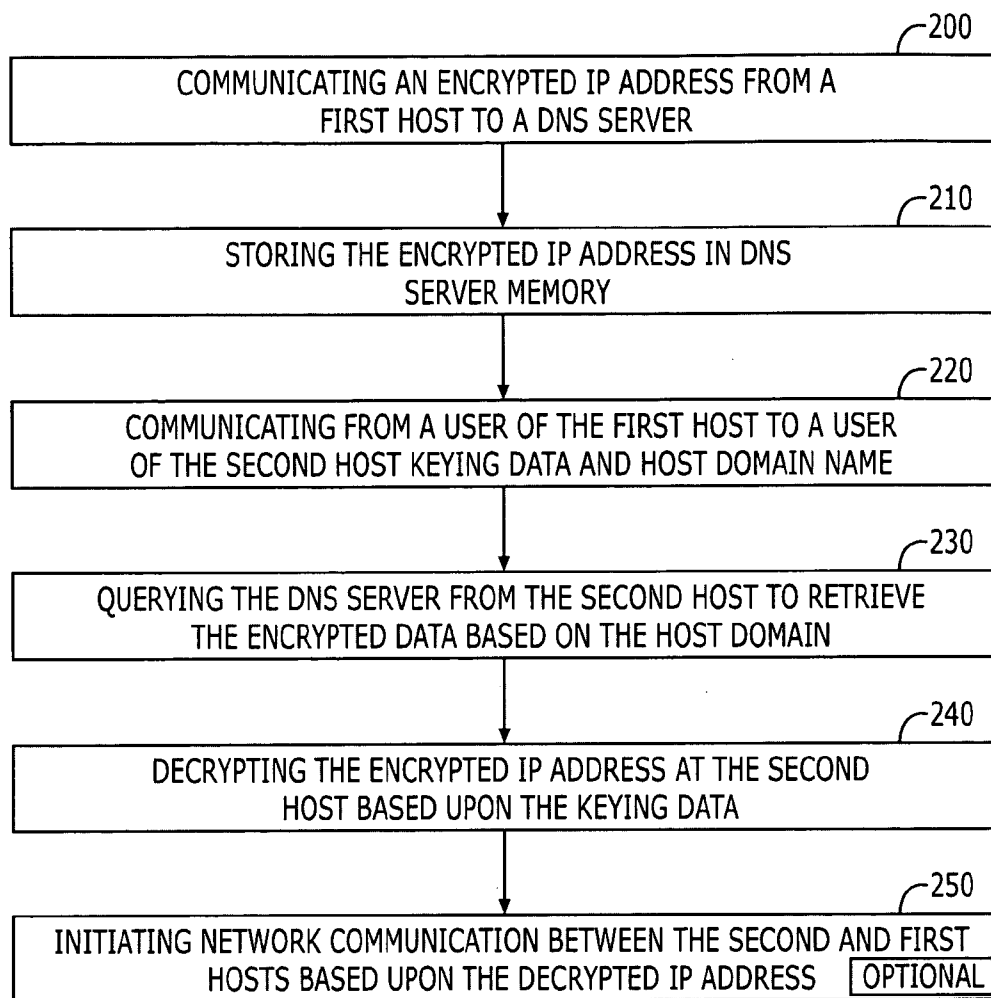 200
COMMUNICATING AN ENCRYPTED IP ADDRESS FROM A
FIRST HOST TO A DNS SERVER
210
STORING THE ENCRYPTED IP ADDRESS IN DNS
SERVER MEMORY
220
COMMUNICATING FROM A USER OF THE FIRST HOST TO A USER
OF THE SECOND HOST KEYING DATA AND HOST DOMAIN NAME
230
QUERYING THE DNS SERVER FROM THE SECOND HOST TO RETRIEVE
THE ENCRYPTED DATA BASED ON THE HOST DOMAIN
240
DECRYPTING THE ENCRYPTED IP ADDRESS AT THE SECOND
HOST BASED UPON THE KEYING DATA
250
INITIATING NETWORK COMMUNICATION BETWEEN THE SECOND AND FIRST
HOSTS BASED UPON THE DECRYPTED IP ADDRESS OPTIONAL